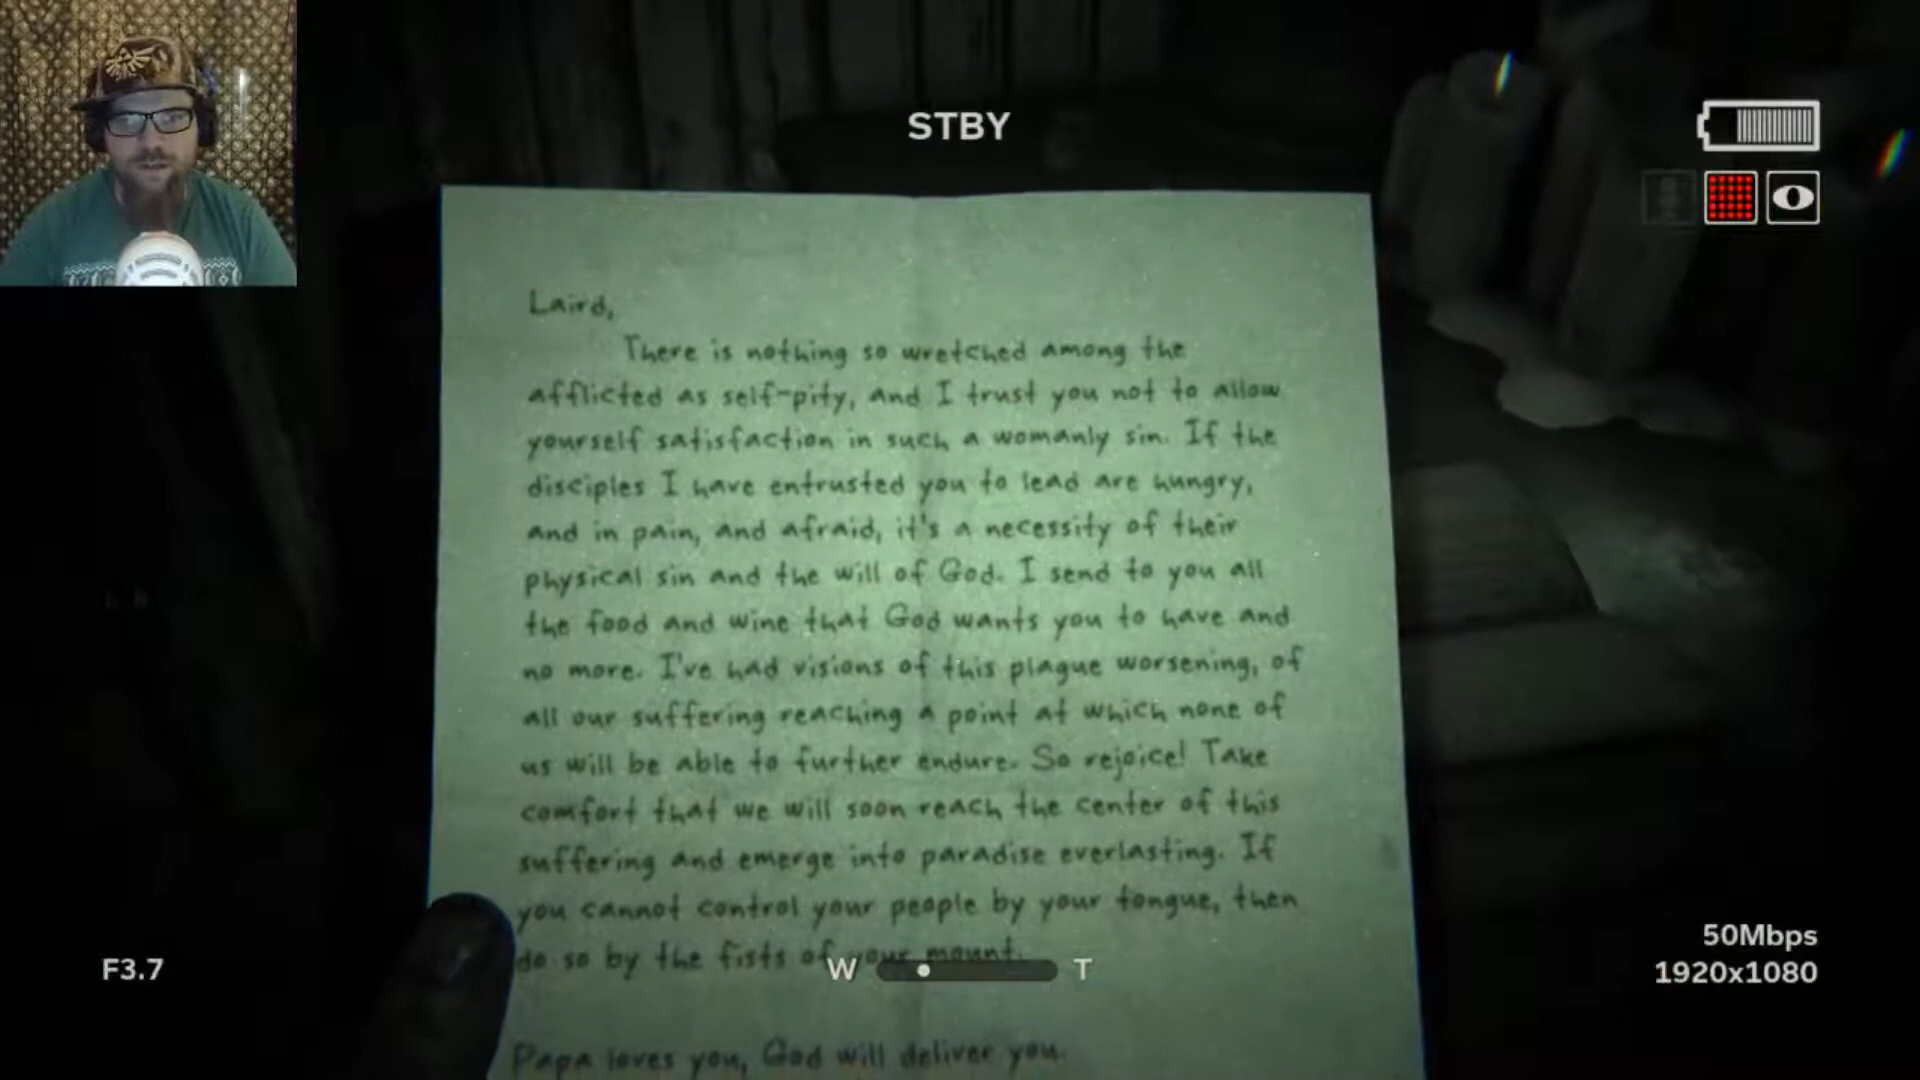 STBY
Laird,
There is nothing so wretched among the
afflicted as self-pity, and I trust you not to allow
yourself satisfaction in such a womanly sin. If the
disciples I have entrusted you to lead are hungry,
and in pain, and afraid, it's a necessity of their
physical sin and the will of God. I send to you all
the food and wine that God wants you to have and
no more. I've had visions of this plague worsening, of
all our suffering reaching a point at which none of
us will be able to further endure. So rejoice! Take
comfort that we will soon reach the center of this
suffering and emerge into paradise everlasting. If
you cannot control your people by your tongue, then
do so by the fists of your mount.
Papa loves you, God will deliver you.
F3.7
W T
50Mbps
1920x1080